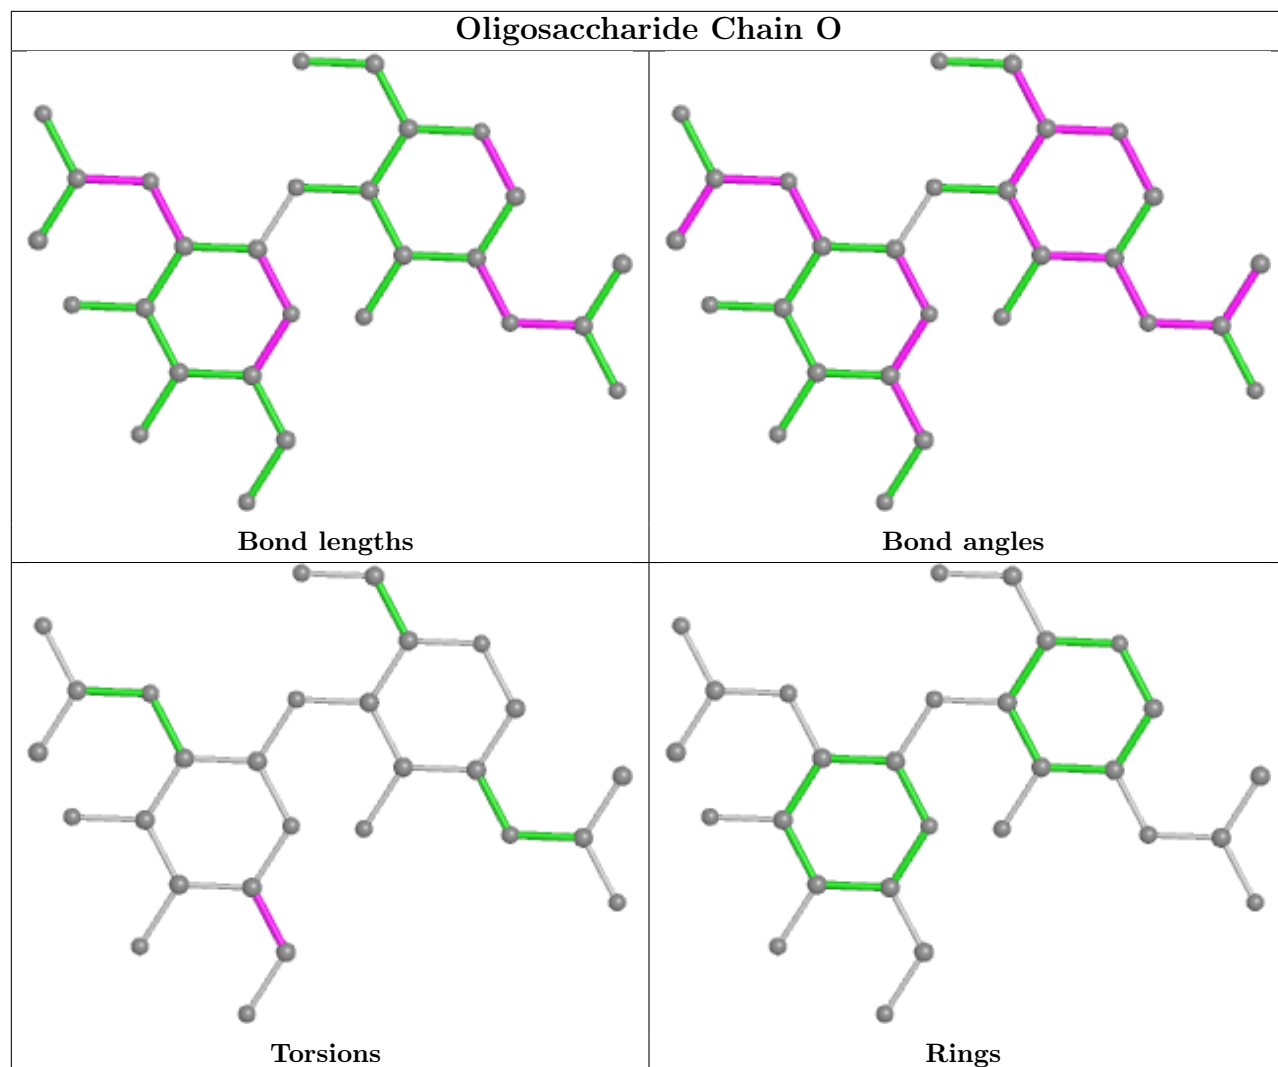 Oligosaccharide Chain O
Bond lengths
Bond angles
Torsions
Rings